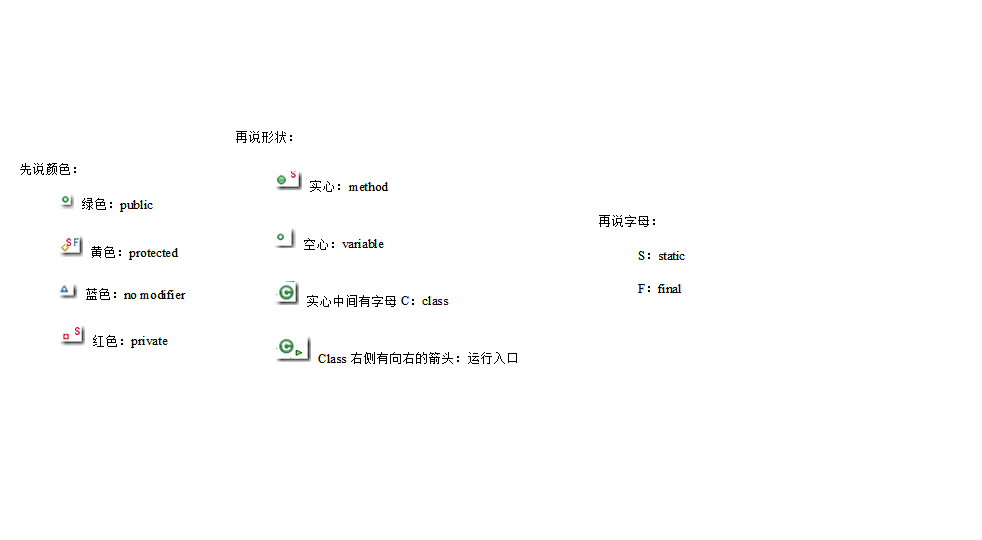 先说颜色：
绿色：public
S F
黄色：protected
蓝色：no modifier
S
红色：private
再说形状：
S
实心：method
空心：variable
C
实心中间有字母 C：class
C
Class 右侧有向右的箭头：运行入口
再说字母：
S：static
F：final